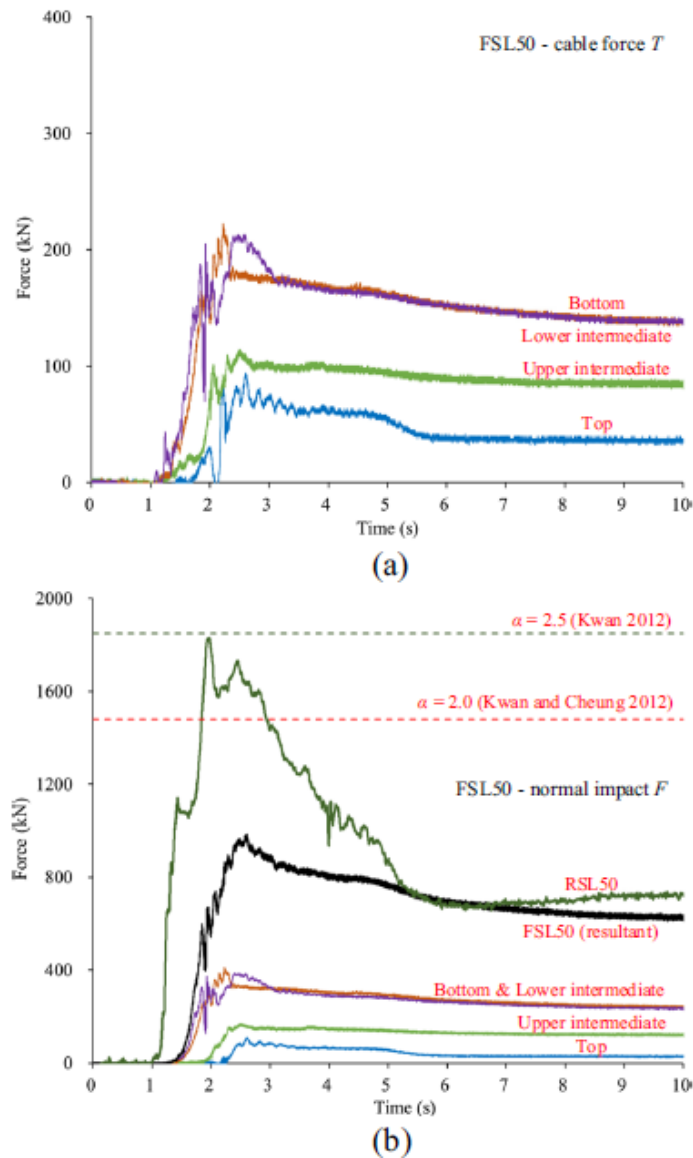 400
FSL50 - cable force T
300
Force (kN)
200
Bottom
Lower intermediate
100
Upper intermediate
Top
0
0 1 2 3 4 5 6 7 8 9 10
Time (s)
(a)
2000
α = 2.5 (Kwan 2012)
1600
α = 2.0 (Kwan and Cheung 2012)
1200
FSL50 - normal impact F
Force (kN)
800
RSL50
FSL50 (resultant)
400
Bottom & Lower intermediate
Upper intermediate
Top
0
0 1 2 3 4 5 6 7 8 9 10
Time (s)
(b)